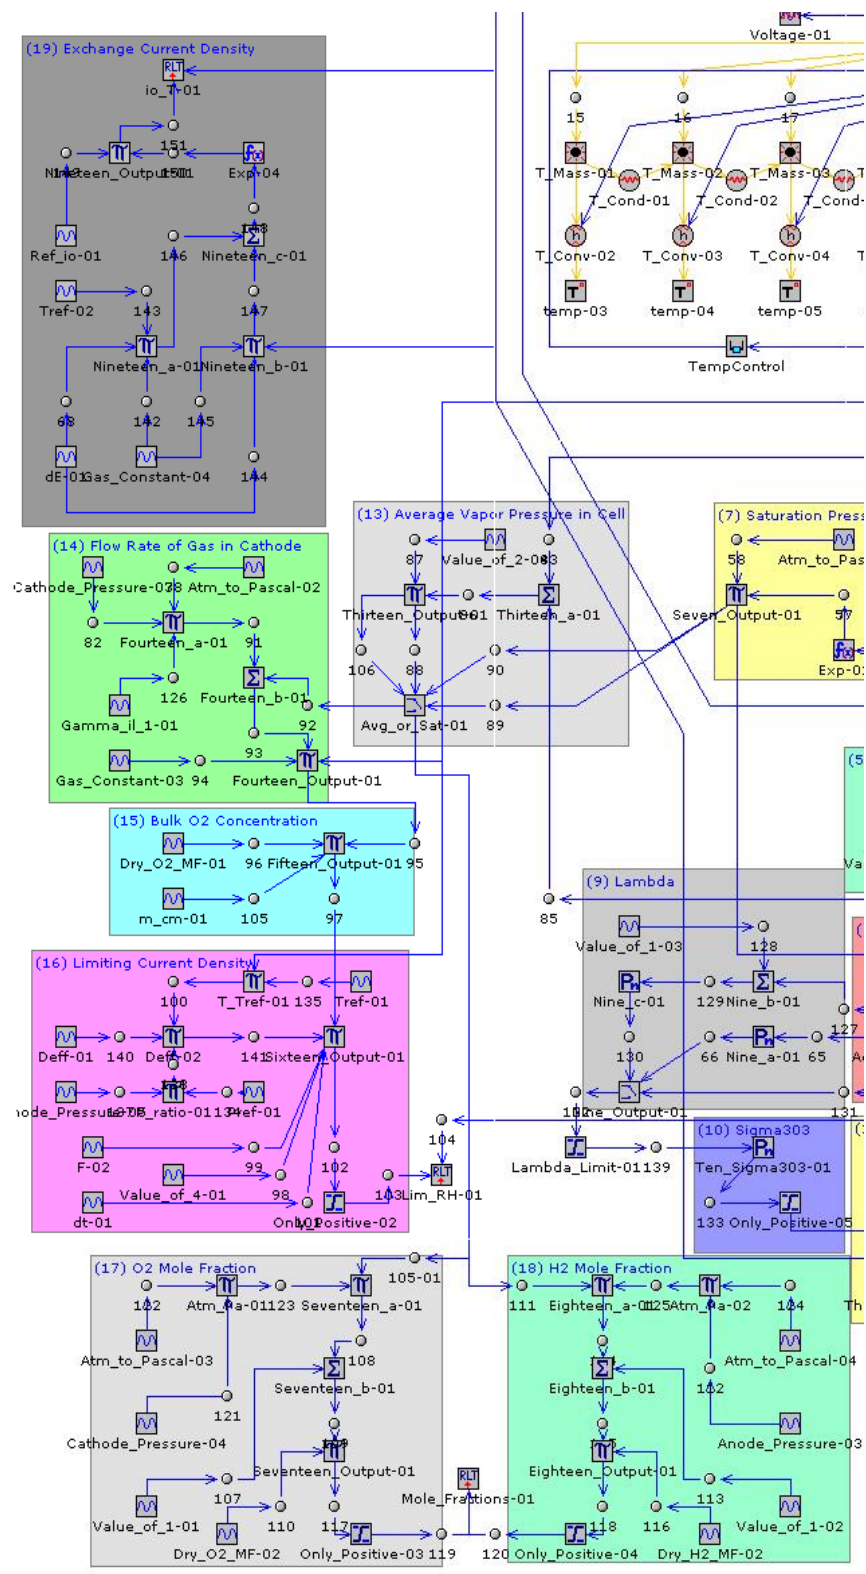 Voltage-01
(19) Exchange Current Density
io_T-01
151
Exp-04
Ref_io-01
146
Nineteen_c-01
148
Tref-02
143
147
Nineteen_a-01
Nineteen_b-01
68
142
145
dE-01
Gas_Constant-04
144
15
16
17
T_Mass-01
T_Mass-02
T_Mass-03
T_Cond-01
T_Cond-02
T_Cond-
T_Conv-02
T_Conv-03
T_Conv-04
temp-03
temp-04
temp-05
TempControl
(14) Flow Rate of Gas in Cathode
Atm_to_Pascal-02
82
Fourteen_a-01
91
126
Fourteen_b-01
Gamma_il_1-01
92
93
Gas_Constant-03
94
Fourteen_Output-01
(13) Average Vapor Pressure in Cell
87
83
Thirteen_a-01
106
88
90
Avg_or_Sat-01
89
(7) Saturation Press
58
Atm_to_Pas
Seven_Output-01
57
Exp-0
(15) Bulk O2 Concentration
Dry_O2_MF-01
96
Fifteen_Output-01
95
m_cm-01
105
97
85
(5
Va
(9) Lambda
Value_of_1-03
128
Nine_c-01
129
Nine_b-01
127
130
66
Nine_a-01
65
Nine_Output-01
131
Lambda_Limit-01
139
(16) Limiting Current Density
100
T_Tref-01
135
Tref-01
Deff-01
140
Deff-02
141
Sixteen_Output-01
F-02
99
102
Value_of_4-01
98
103
Lim_RH-01
104
dt-01
Only_Positive-02
(10) Sigma303
Ten_Sigma303-01
133
Only_Positive-05
(17) O2 Mole Fraction
105-01
122
Atm_Pa-01
123
Seventeen_a-01
Atm_to_Pascal-03
108
Seventeen_b-01
121
Cathode_Pressure-04
Seventeen_Output-01
107
110
117
Value_of_1-01
Dry_O2_MF-02
Only_Positive-03
119
Mole_Fractions-01
(18) H2 Mole Fraction
111
Eighteen_a-01
125
Atm_Pa-02
124
Th
Atm_to_Pascal-04
Eighteen_b-01
Anode_Pressure-03
Eighteen_Output-01
118
116
113
Value_of_1-02
120
Only_Positive-04
Dry_H2_MF-02